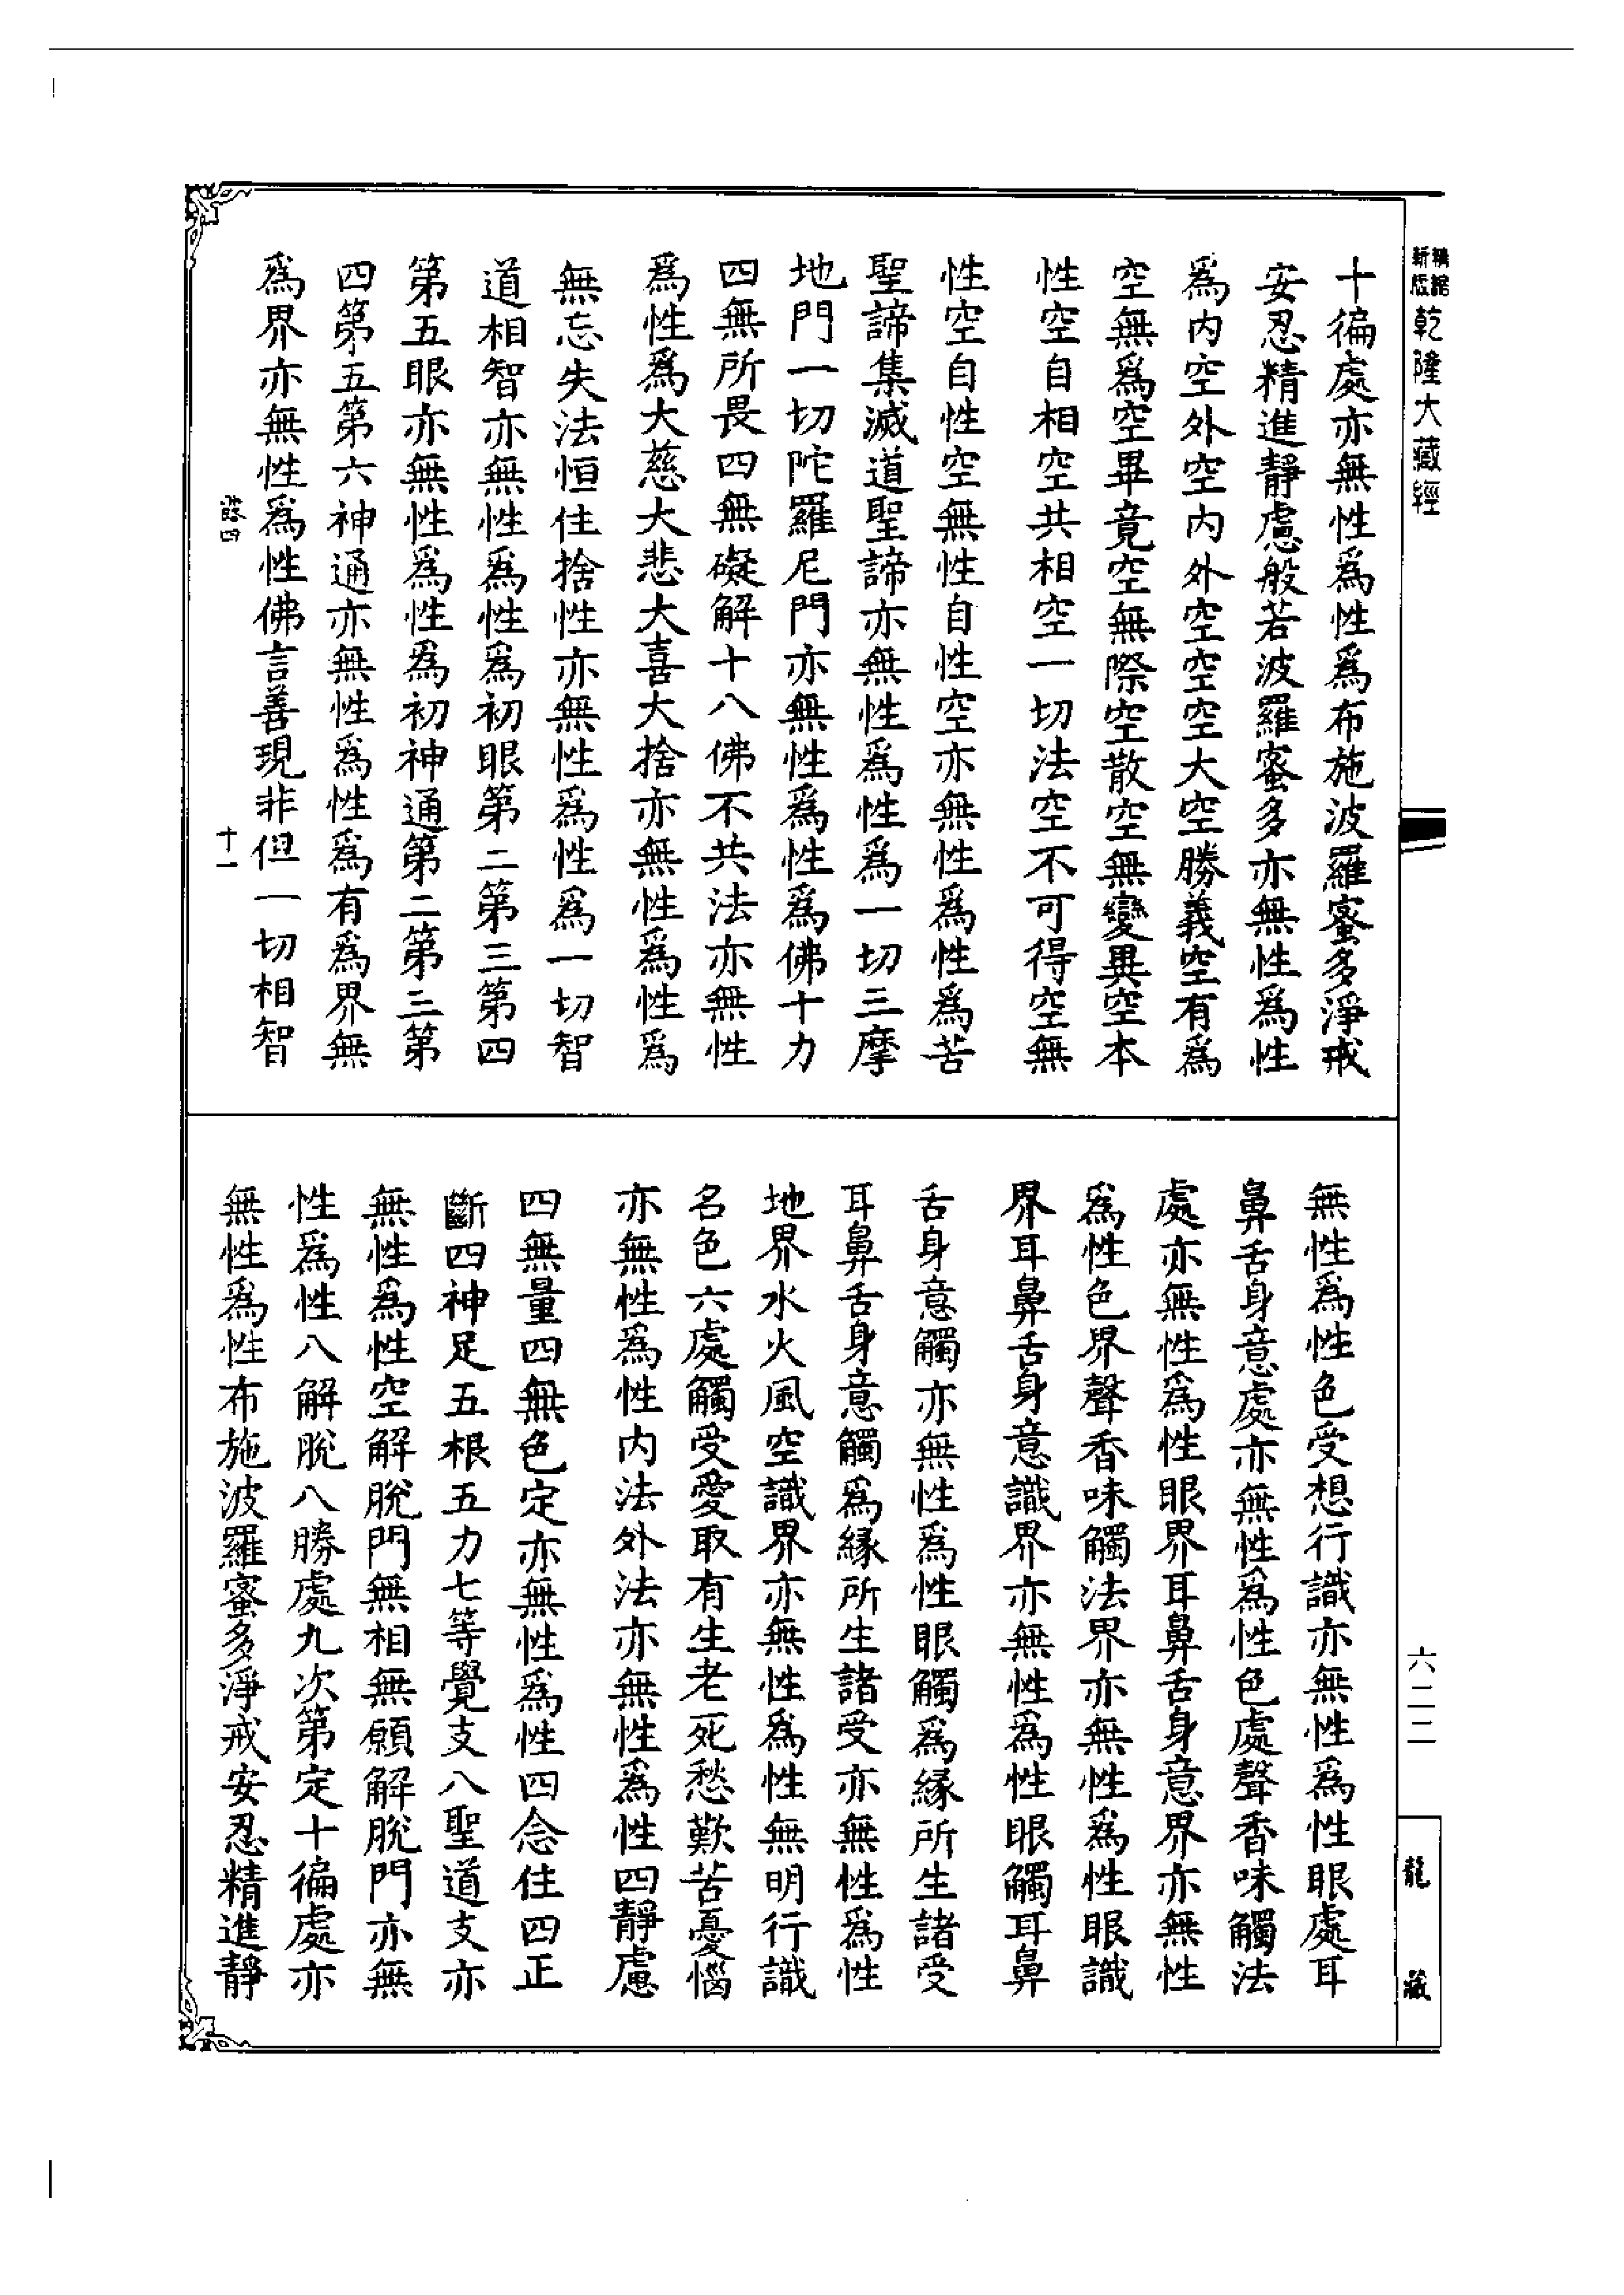 乾隆大藏經
十徧處亦無性爲性爲布施波羅蜜多淨戒
安忍精進靜慮般若波羅蜜多亦無性爲性
爲內空外空內外空空空大空勝義空有爲
空無爲空畢竟空無際空散空無變異空本
性空自相空共相空一切法空不可得空無
性空自性空無性自性空亦無性爲性爲苦
聖諦集滅道聖諦亦無性爲性爲一切三摩
地門一切陀羅尼門亦無性爲性爲佛十力
四無所畏四無礙解十八佛不共法亦無性
爲性爲大慈大悲大喜大捨亦無性爲性爲
無忘失法恒住捨性亦無性爲性爲一切智
道相智亦無性爲性爲初眼第二第三第四
第五眼亦無性爲性爲初神通第二第三第
四第五第六神通亦無性爲性爲有爲界無
爲界亦無性爲性佛言善現非但一切相智
十一
無性爲性色受想行識亦無性爲性眼處耳
鼻舌身意處亦無性爲性色處聲香味觸法
處亦無性爲性眼界耳鼻舌身意界亦無性
爲性色界聲香味觸法界亦無性爲性眼識
界耳鼻舌身意識界亦無性爲性眼觸耳鼻
舌身意觸亦無性爲性眼觸爲緣所生諸受
耳鼻舌身意觸爲緣所生諸受亦無性爲性
地界水火風空識界亦無性爲性無明行識
名色六處觸受愛取有生老死愁歎苦憂惱
亦無性爲性內法外法亦無性爲性四靜慮
四無量四無色定亦無性爲性四念住四正
斷四神足五根五力七等覺支八聖道支亦
無性爲性空解脫門無相無願解脫門亦無
性爲性八解脫八勝處九次第定十徧處亦
無性爲性布施波羅蜜多淨戒安忍精進靜
六二二
龍藏